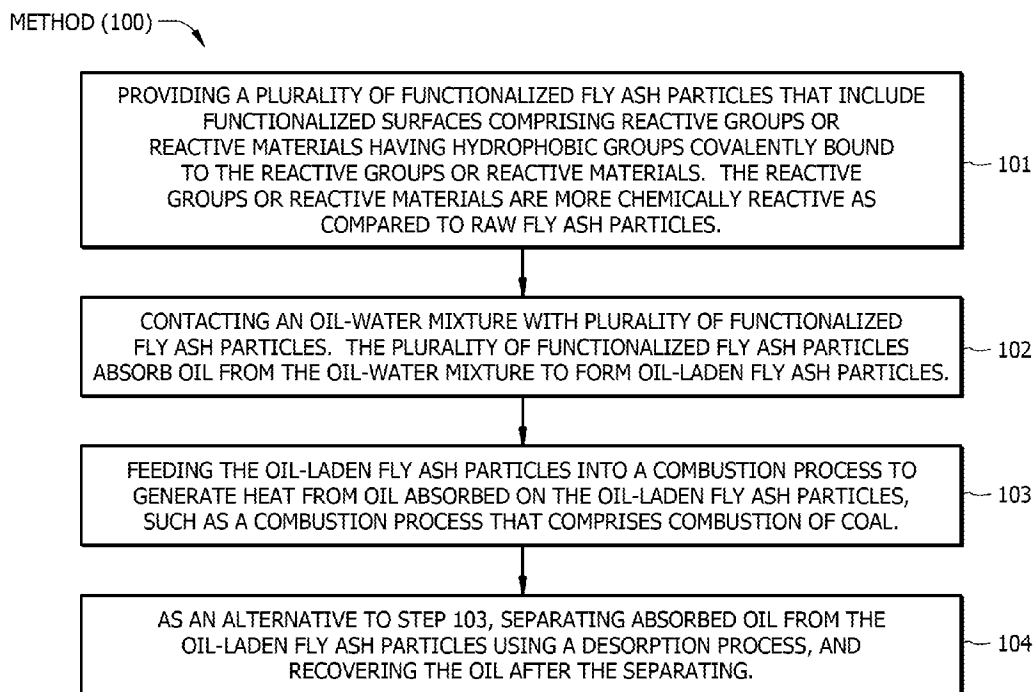 METHOD (100)
PROVIDING A PLURALITY OF FUNCTIONALIZED FLY ASH PARTICLES THAT INCLUDE
FUNCTIONALIZED SURFACES COMPRISING REACTIVE GROUPS OR
REACTIVE MATERIALS HAVING HYDROPHOBIC GROUPS COVALENTLY BOUND
TO THE REACTIVE GROUPS OR REACTIVE MATERIALS. THE REACTIVE
GROUPS OR REACTIVE MATERIALS ARE MORE CHEMICALLY REACTIVE AS
COMPARED TO RAW FLY ASH PARTICLES.
101
CONTACTING AN OIL-WATER MIXTURE WITH PLURALITY OF FUNCTIONALIZED
FLY ASH PARTICLES. THE PLURALITY OF FUNCTIONALIZED FLY ASH PARTICLES
ABSORB OIL FROM THE OIL-WATER MIXTURE TO FORM OIL-LADEN FLY ASH PARTICLES.
102
FEEDING THE OIL-LADEN FLY ASH PARTICLES INTO A COMBUSTION PROCESS TO
GENERATE HEAT FROM OIL ABSORBED ON THE OIL-LADEN FLY ASH PARTICLES,
SUCH AS A COMBUSTION PROCESS THAT COMPRISES COMBUSTION OF COAL.
103
AS AN ALTERNATIVE TO STEP 103, SEPARATING ABSORBED OIL FROM THE
OIL-LADEN FLY ASH PARTICLES USING A DESORPTION PROCESS, AND
RECOVERING THE OIL AFTER THE SEPARATING.
104